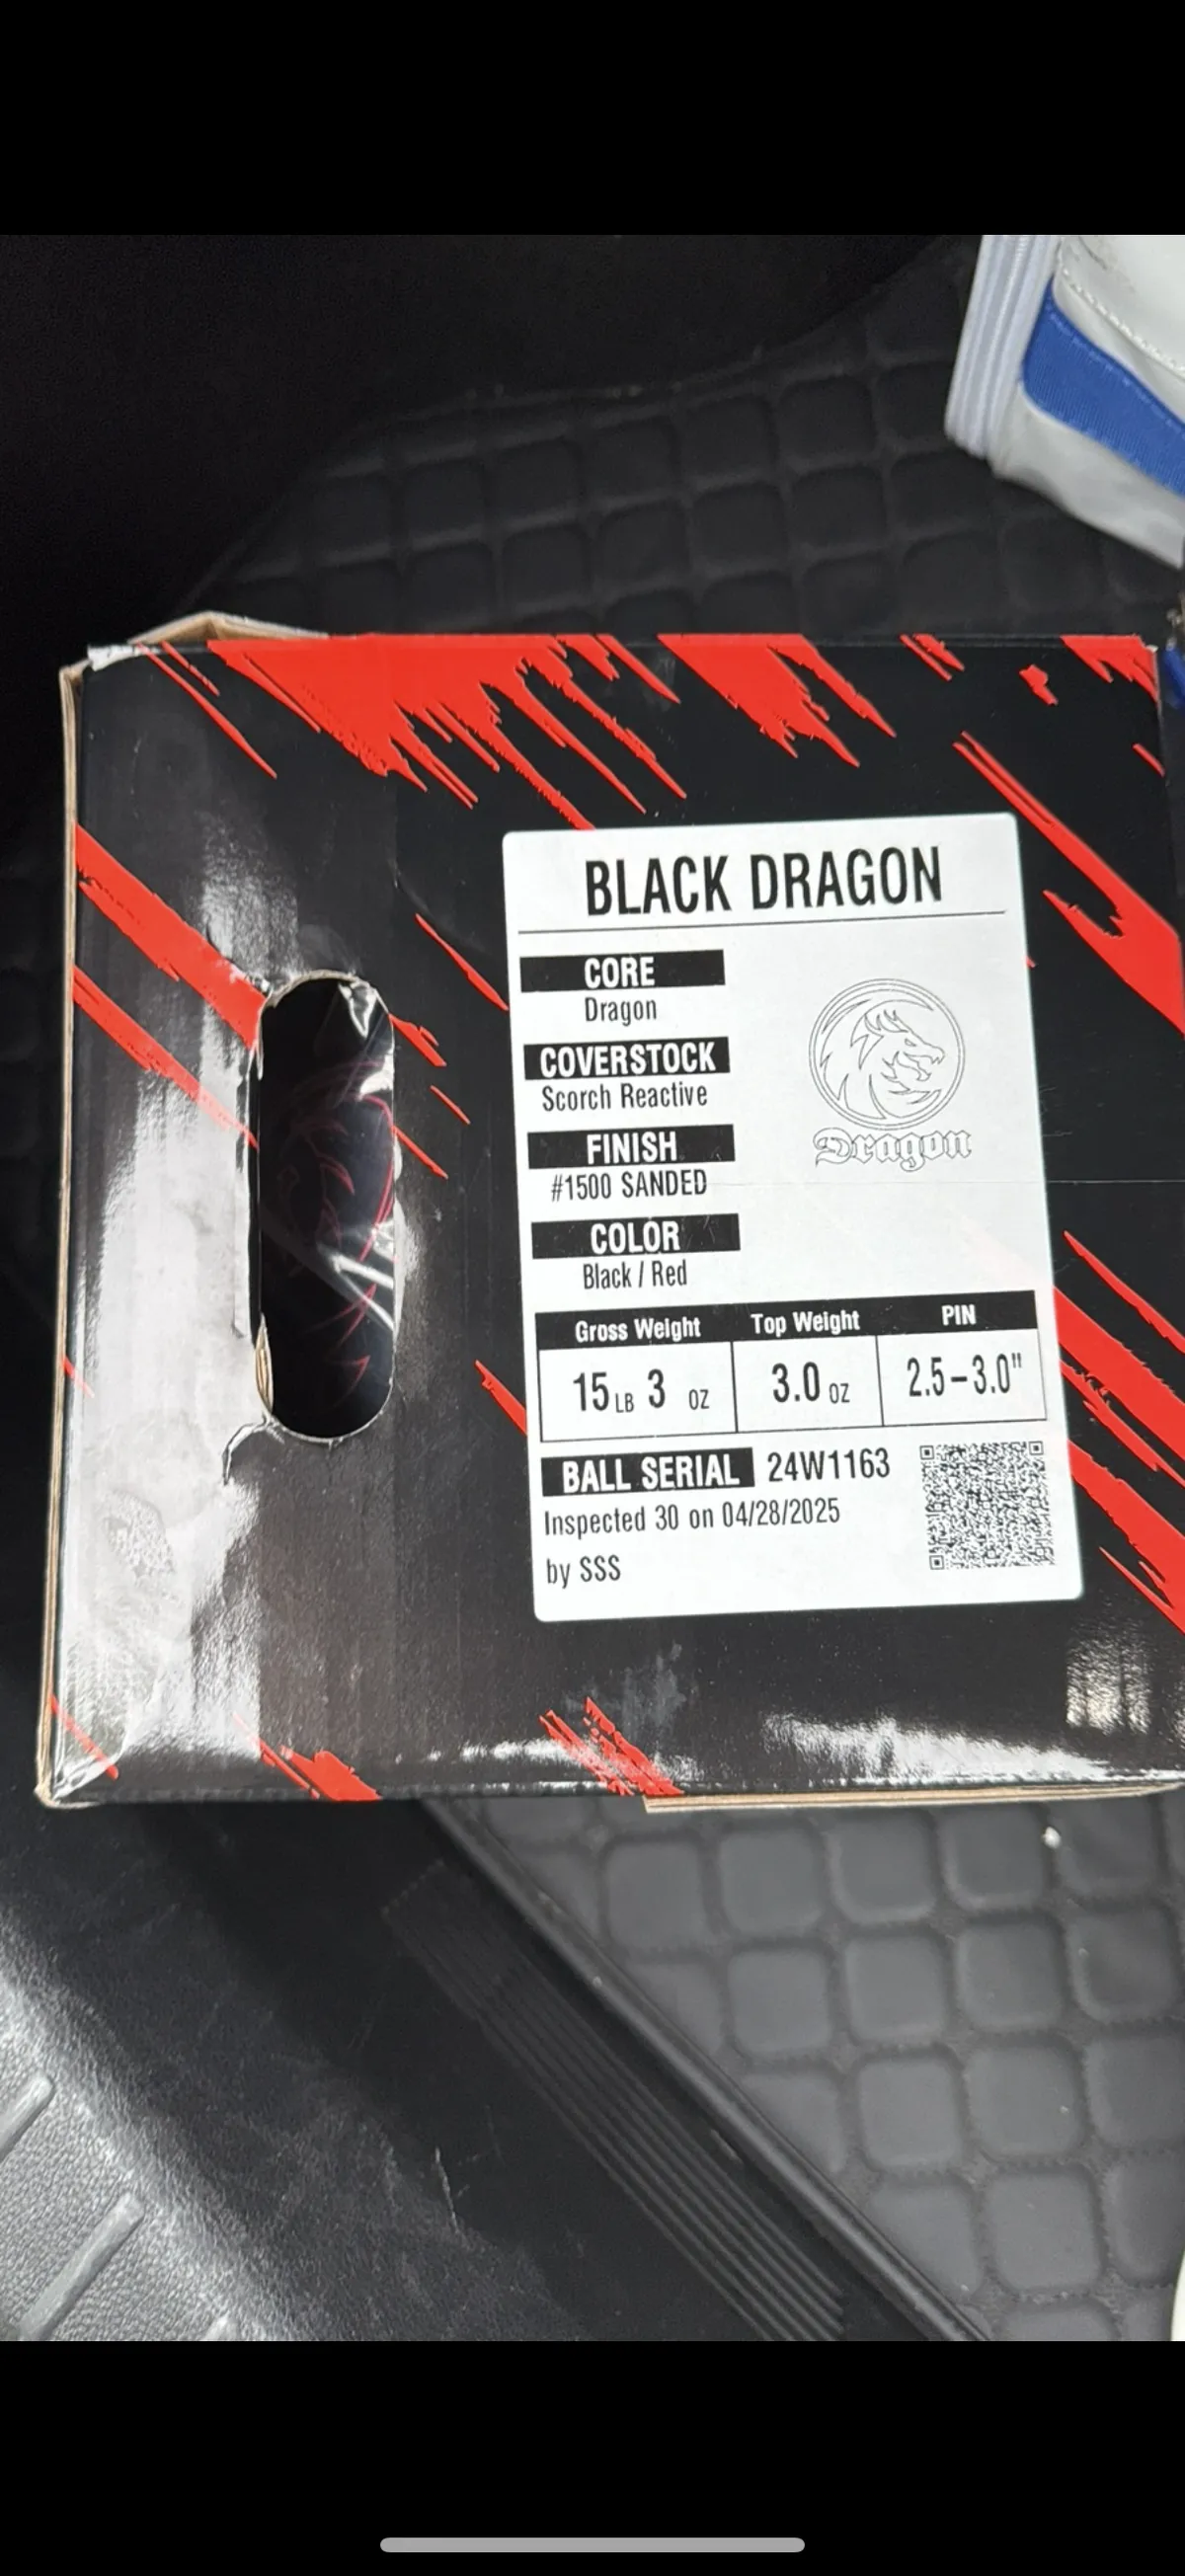 BLACK DRAGON
CORE
Dragon
COVERSTOCK
Scorch Reactive
FINISH
#1500 SANDED
COLOR
Black / Red
Dragon
Gross Weight Top Weight PIN
15 LB 3 OZ 3.0 OZ 2.5-3.0"
BALL SERIAL 24W1163
Inspected 30 on 04/28/2025
by SSS